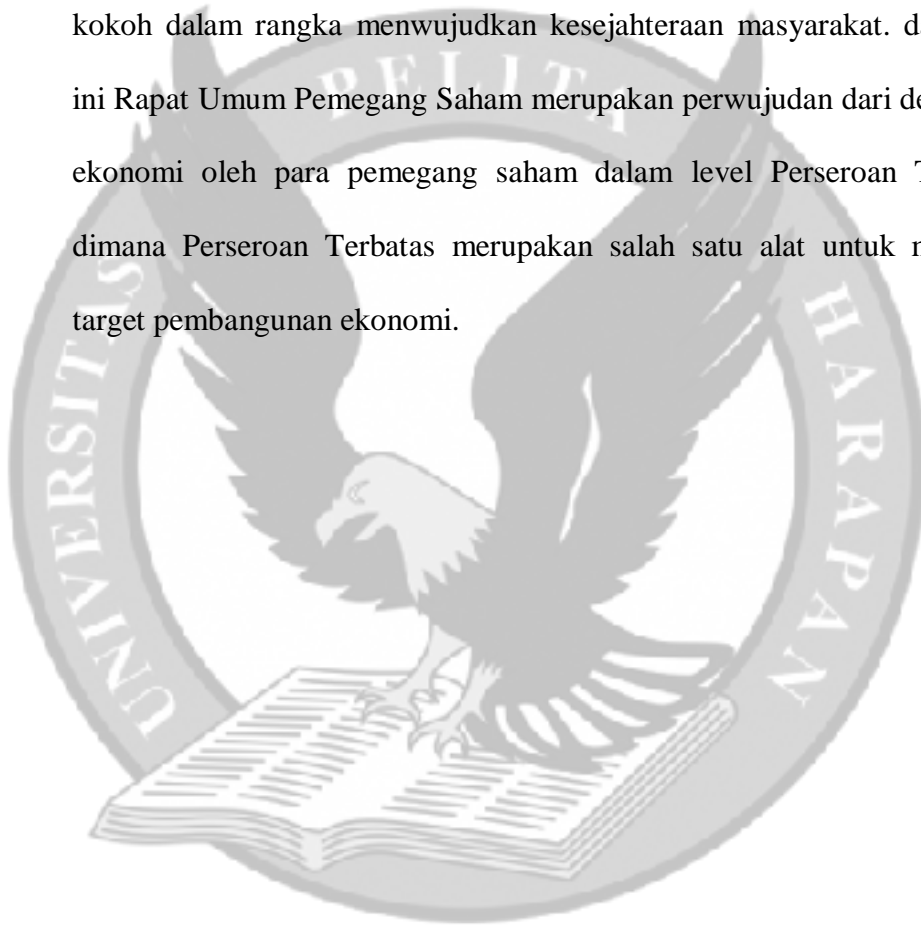 kokoh dalam rangka menwujudkan kesejahteraan masyarakat.
ini Rapat Umum Pemegang Saham merupakan perwujudan dari
ekonomi oleh para pemegang saham dalam level Perseroan
dimana Perseroan Terbatas merupakan salah satu alat untuk
target pembangunan ekonomi.
UNIVERSITAS PELITA HARAPAN